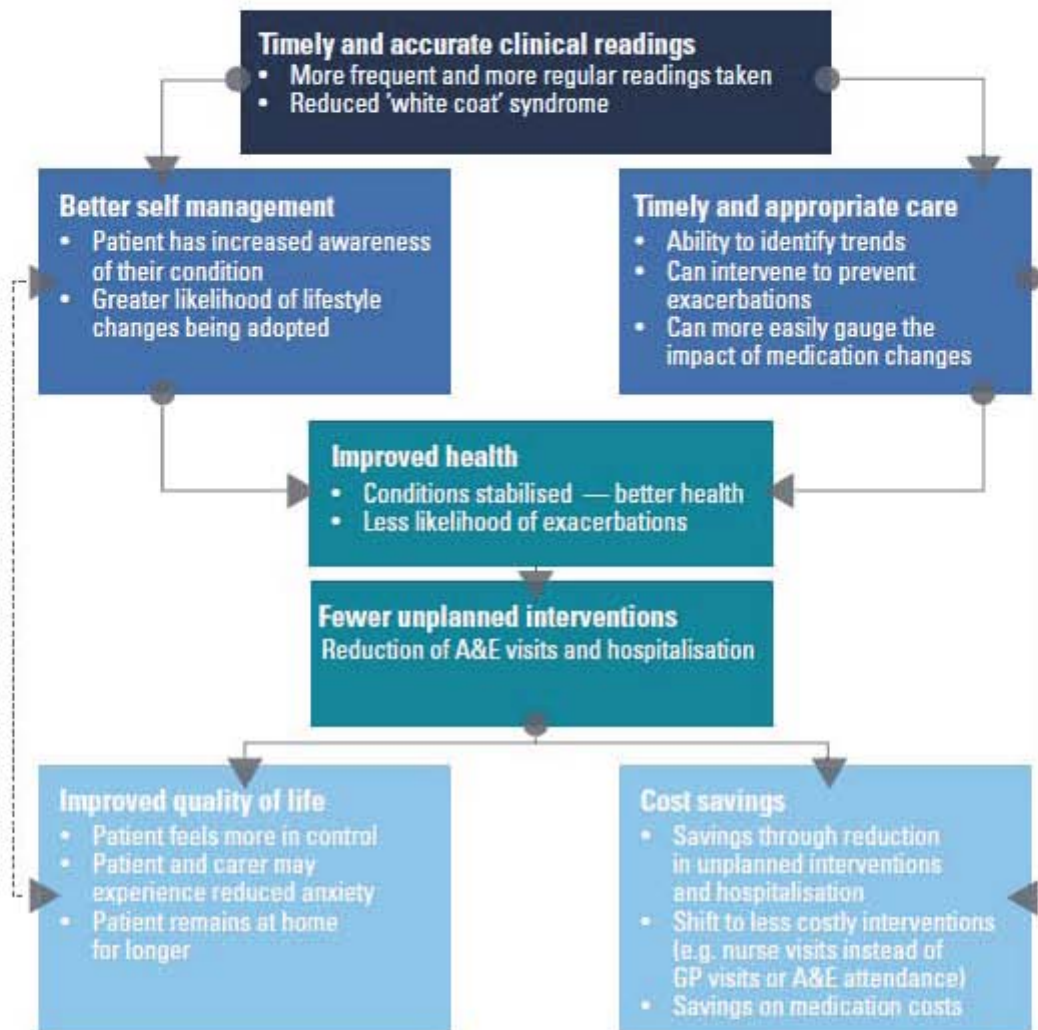 Timely and accurate clinical readings
• More frequent and more regular readings taken
• Reduced 'white coat' syndrome
Better self management
• Patient has increased awareness
of their condition
• Greater likelihood of lifestyle
changes being adopted
Timely and appropriate care
• Ability to identify trends
• Can intervene to prevent
exacerbations
• Can more easily gauge the
impact of medication changes
Improved health
• Conditions stabilised — better health
• Less likelihood of exacerbations
Fewer unplanned interventions
Reduction of A&E visits and hospitalisation
Improved quality of life
• Patient feels more in control
• Patient and carer may
experience reduced anxiety
• Patient remains at home
for longer
Cost savings
• Savings through reduction
in unplanned interventions
and hospitalisation
• Shift to less costly interventions
(e.g. nurse visits instead of
GP visits or A&E attendance)
• Savings on medication costs